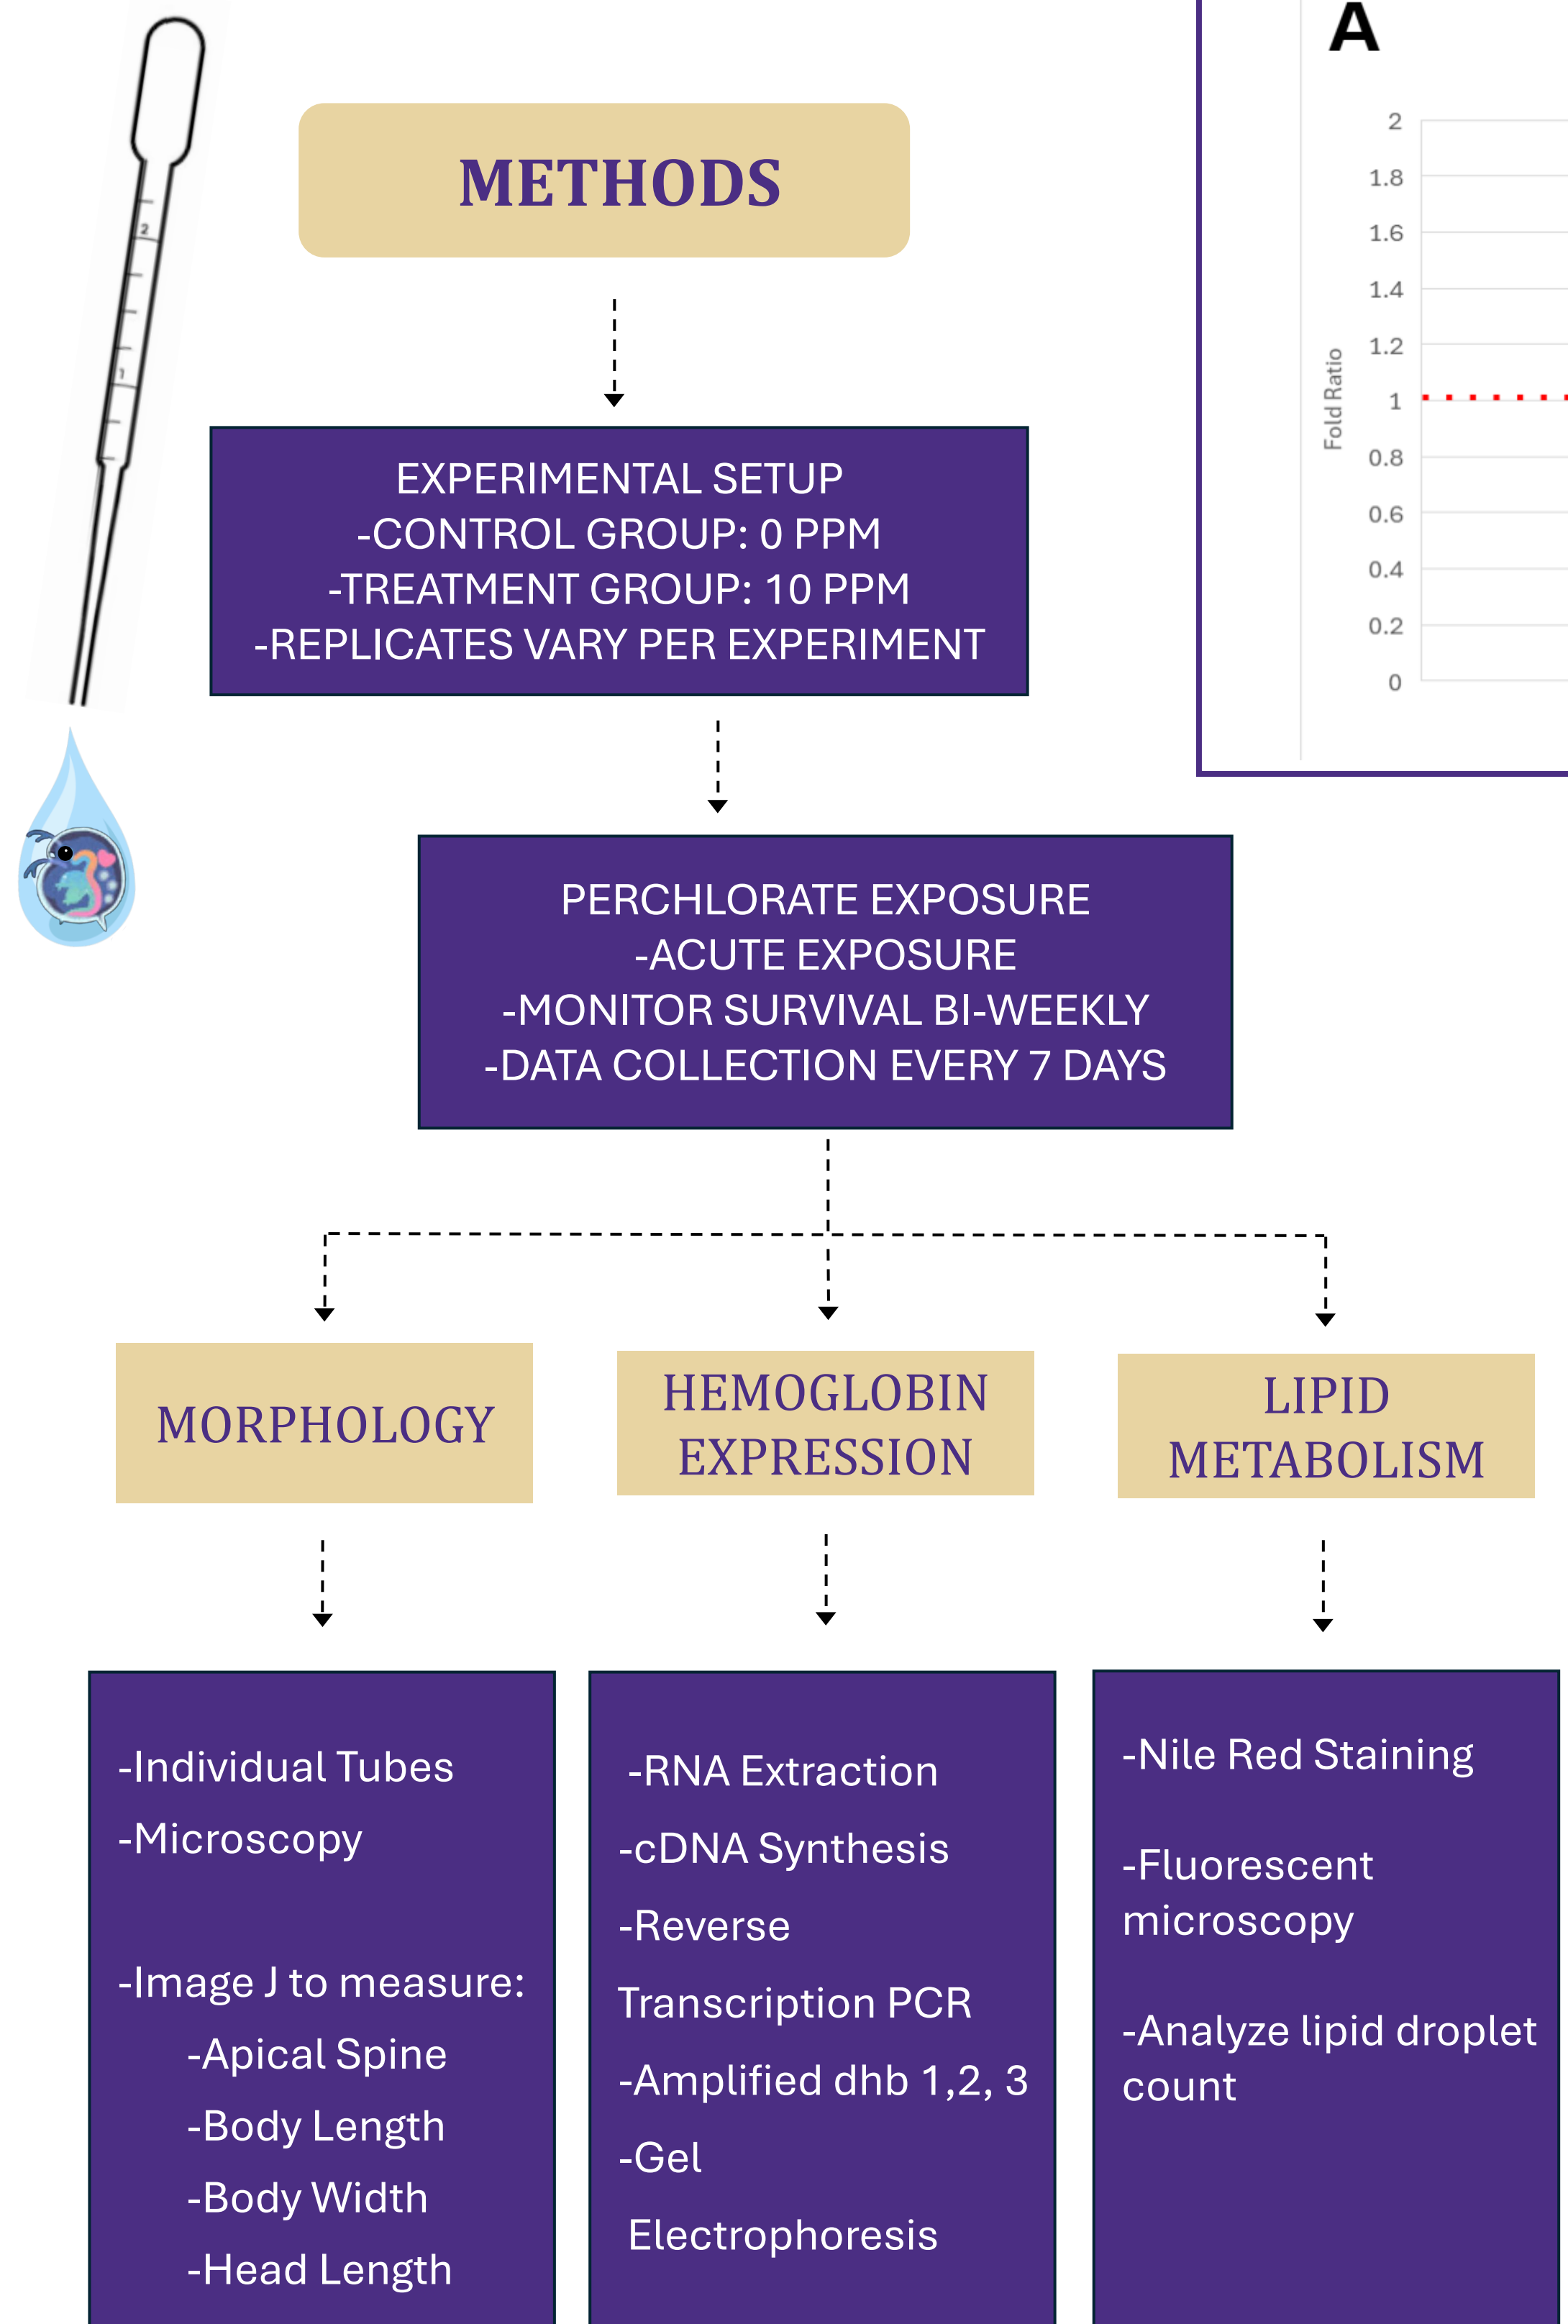 METHODS
EXPERIMENTAL SETUP
-CONTROL GROUP: 0 PPM
-TREATMENT GROUP: 10 PPM
-REPLICATES VARY PER EXPERIMENT
PERCHLORATE EXPOSURE
-ACUTE EXPOSURE
-MONITOR SURVIVAL BI-WEEKLY
-DATA COLLECTION EVERY 7 DAYS
MORPHOLOGY
-Individual Tubes
-Microscopy
-Image J to measure:
-Apical Spine
-Body Length
-Body Width
-Head Length
HEMOGLOBIN
EXPRESSION
-RNA Extraction
-cDNA Synthesis
-Reverse
Transcription PCR
-Amplified dhb 1,2, 3
-Gel
Electrophoresis
LIPID
METABOLISM
-Nile Red Staining
-Fluorescent
microscopy
-Analyze lipid droplet
count
2
1
A
Fold Ratio
2
1.8
1.6
1.4
1.2
1
0.8
0.6
0.4
0.2
0